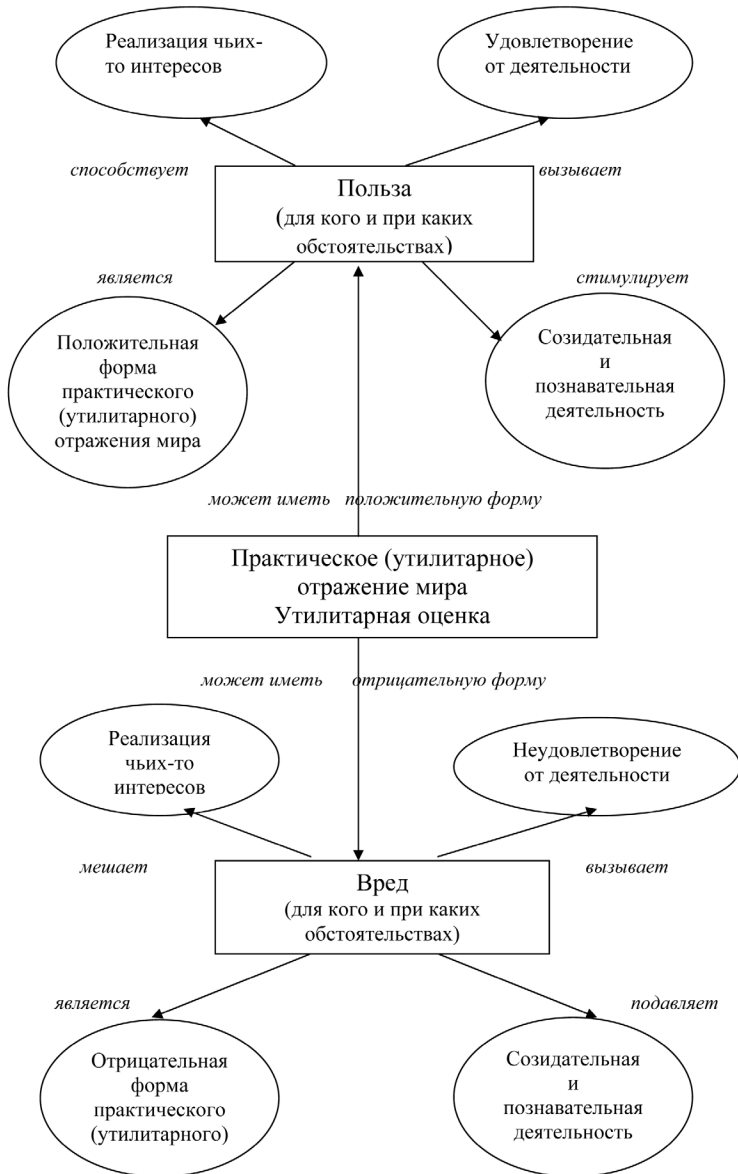 Реализация чьих-
то интересов
Удовлетворение
от деятельности
способствует
вызывает
Польза
(для кого и при каких
обстоятельствах)
является
стимулирует
Положительная
форма
практического
(утилитарного)
отражения мира
Созидательная
и
познавательная
деятельность
может иметь положительную форму
Практическое (утилитарное)
отражение мира
Утилитарная оценка
может иметь отрицательную форму
Реализация
чьих-то
интересов
Неудовлетворение
от деятельности
мешает
вызывает
Вред
(для кого и при каких
обстоятельствах)
является
подавляет
Отрицательная
форма
практического
(утилитарного)
Созидательная
и
познавательная
деятельность